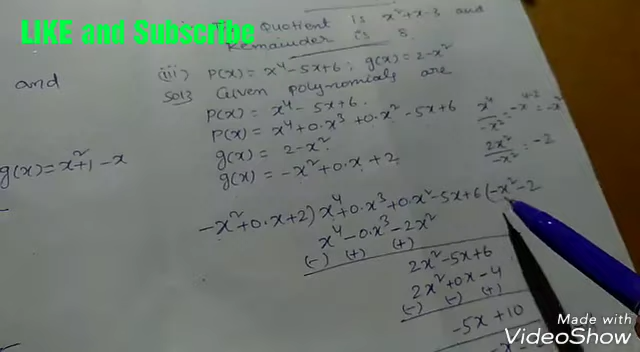 LIKE and Subscribe
Quotient is x²+x-3 and
Remainder is 8.
and
(iii) P(x) = x⁴-5x+6; g(x) = 2-x²
Sol3 Given polynomials are
P(x) = x⁴-5x+6.
P(x) = x⁴+0.x³+0.x²-5x+6
g(x) = 2-x²
g(x) = -x²+0.x+2
x⁴/-x² = -x⁴⁻² = -x²
2x²/-x² = -2
g(x) = x²+1-x
-x²+0.x+2) x⁴+0.x³+0.x²-5x+6 (-x²-2
x⁴-0.x³-2x²
(-) (+) (+)
2x²-5x+6
2x²+0x-4
(-) (-) (+)
-5x+10
Made with
VideoShow